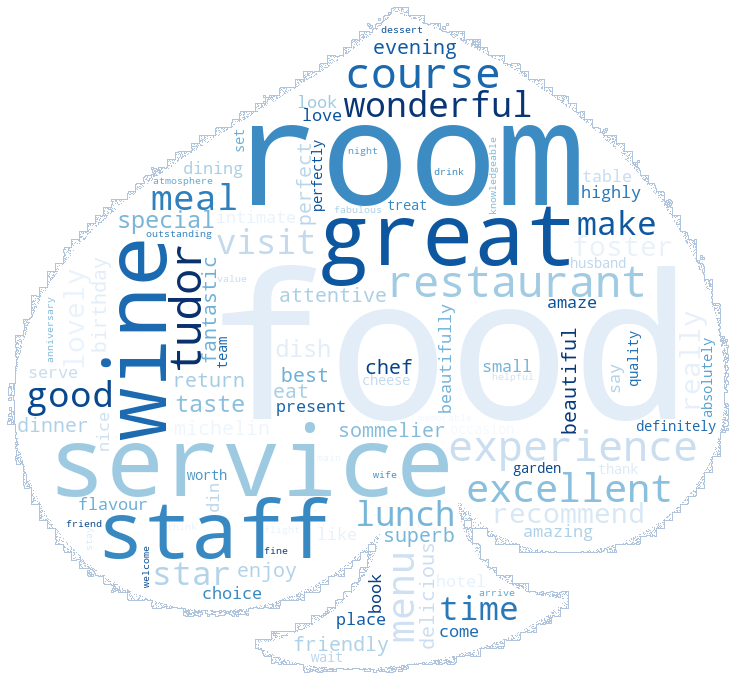 dessert
evening
course
look
wonderful
love
room
set
perfectly
night
drink
knowledgeable
dining
perfect
table
atmosphere
meal
treat
highly
fabulous
special
intimate
great
make
outstanding
visit
foster
wine
tudor
fantastic
restaurant
husband
value
attentive
amaze
food
lovely
birthday
anniversary
team
dish
beautifully
beautiful
quality
really
absolutely
chef
small
serve
return
best
cheese
helpful
say
good
eat
taste
present
nice
dinner
michelin
sommelier
occasion
definitely
service
experience
main
worth
wife
garden
thank
din
excellent
flavour
staff
lunch
recommend
friend
like
superb
amazing
stay
think
flight
fine
welcome
star
enjoy
menu
delicious
hotel
book
choice
arrive
time
place
come
friendly
wait